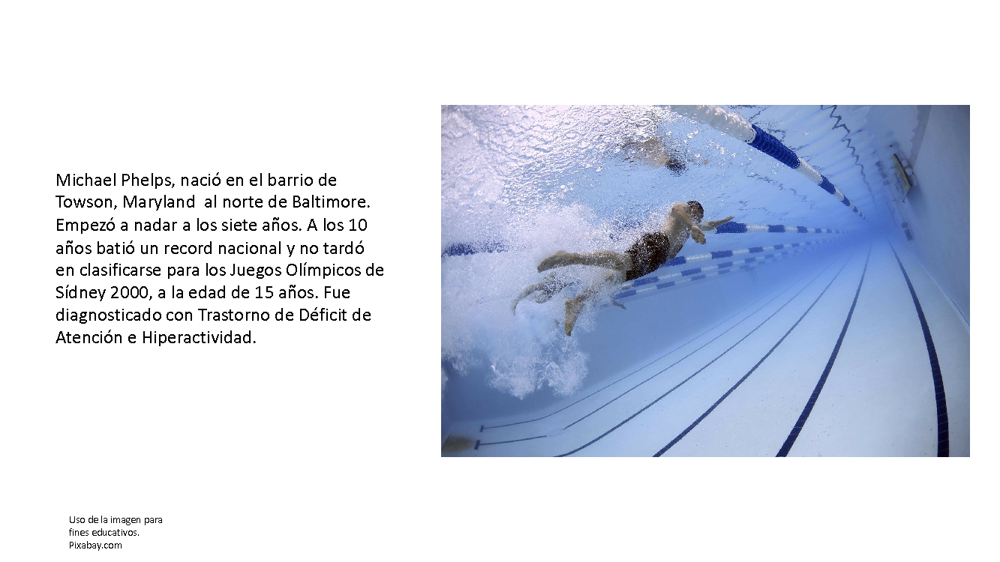 Michael Phelps, nació en el barrio de
Towson, Maryland  al norte de Baltimore.
Empezó a nadar a los siete años. A los 10
años batió un record nacional y no tardó
en clasificarse para los Juegos Olímpicos de
Sídney 2000, a la edad de 15 años. Fue
diagnosticado con Trastorno de Déficit de
Atención e Hiperactividad.
Uso de la imagen para
fines educativos.
Pixabay.com